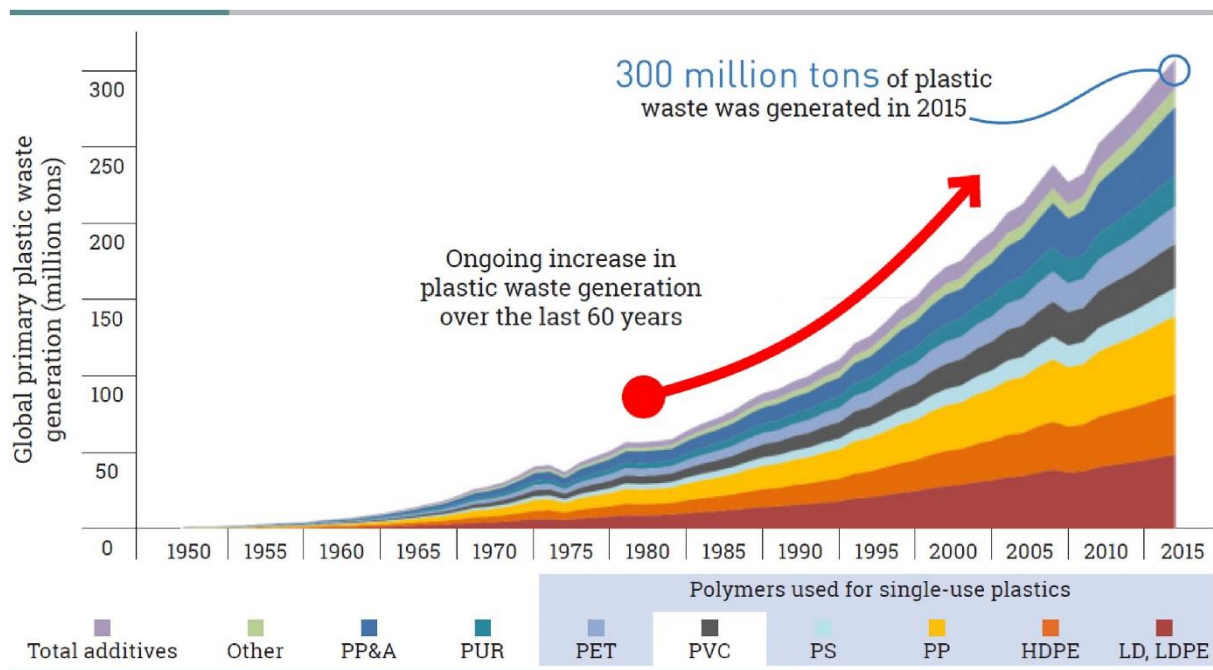 300 million tons of plastic
waste was generated in 2015
Global primary plastic waste
generation (million tons)
300
250
200
150
100
50
0
Ongoing increase in
plastic waste generation
over the last 60 years
1950 1955 1960 1965 1970 1975 1980 1985 1990 1995 2000 2005 2010 2015
Polymers used for single-use plastics
Total additives Other PP&A PUR PET PVC PS PP HDPE LD, LDPE